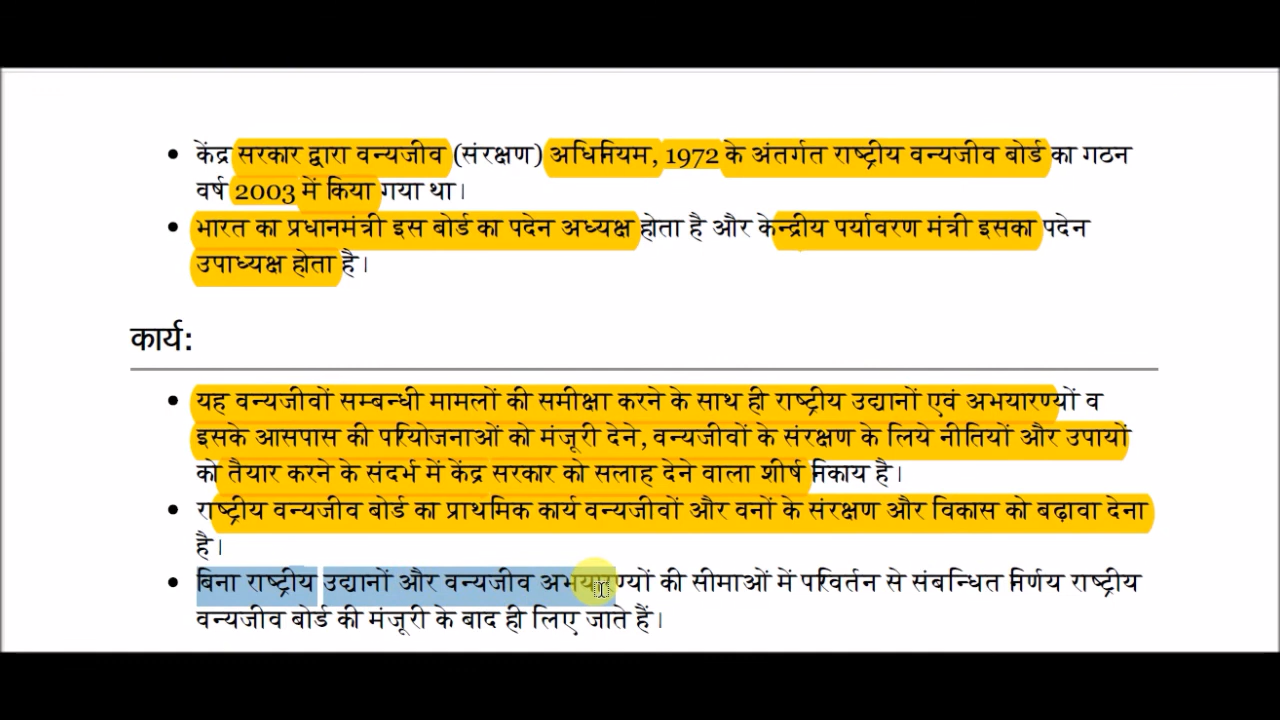 केंद्र सरकार द्वारा वन्यजीव (संरक्षण) अधिनियम, 1972 के अंतर्गत राष्ट्रीय वन्यजीव बोर्ड का गठन
वर्ष 2003 में किया गया था।
भारत का प्रधानमंत्री इस बोर्ड का पदेन अध्यक्ष होता है और केन्द्रीय पर्यावरण मंत्री इसका पदेन
उपाध्यक्ष होता है।
कार्य:
यह वन्यजीवों सम्बन्धी मामलों की समीक्षा करने के साथ ही राष्ट्रीय उद्यानों एवं अभयारण्यों व
इसके आसपास की परियोजनाओं को मंजूरी देने, वन्यजीवों के संरक्षण के लिये नीतियों और उपायों
को तैयार करने के संदर्भ में केंद्र सरकार को सलाह देने वाला शीर्ष निकाय है।
राष्ट्रीय वन्यजीव बोर्ड का प्राथमिक कार्य वन्यजीवों और वनों के संरक्षण और विकास को बढ़ावा देना
है।
बिना राष्ट्रीय उद्यानों और वन्यजीव अभयारण्यों की सीमाओं में परिवर्तन से संबन्धित निर्णय राष्ट्रीय
वन्यजीव बोर्ड की मंजूरी के बाद ही लिए जाते हैं।